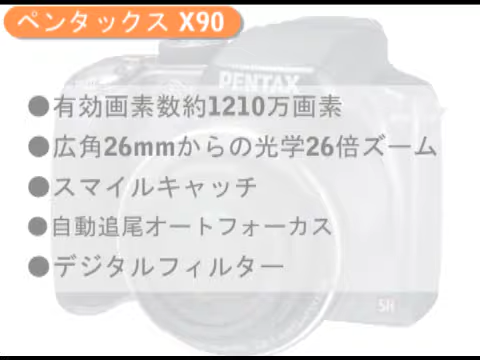 ペンタックス X90
PENTAX
●有効画素数約1210万画素
●広角26mmからの光学26倍ズーム
●スマイルキャッチ
●自動追尾オートフォーカス
●デジタルフィルター
SR